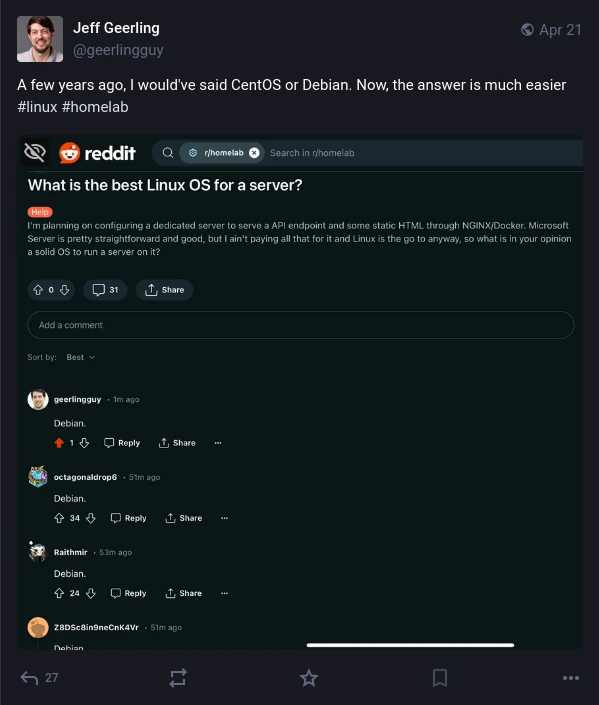 Jeff Geerling
@geerlingguy
Apr 21
A few years ago, I would've said CentOS or Debian. Now, the answer is much easier
#linux #homelab
reddit
r/homelab
Search in r/homelab
What is the best Linux OS for a server?
Help
I'm planning on configuring a dedicated server to serve a API endpoint and some static HTML through NGINX/Docker. Microsoft
Server is pretty straightforward and good, but I ain't paying all that for it and Linux is the go to anyway, so what is in your opinion
a solid OS to run a server on it?
0
31
Share
Add a comment
Sort by: Best
geerlingguy • 1m ago
Debian.
1
Reply
Share
octagonaldrop6 • 51m ago
Debian.
34
Reply
Share
Raithmir • 53m ago
Debian.
24
Reply
Share
Z8DSc8in9neCnK4Vr • 51m ago
Debian
27